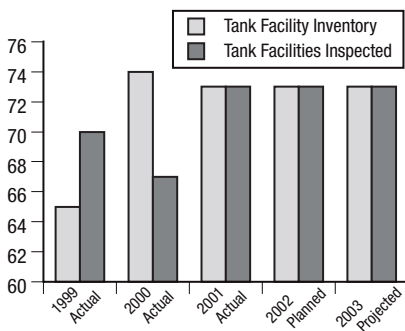 Tank Facility Inventory
Tank Facilities Inspected
76
74
72
70
68
66
64
62
60
1999 Actual
2000 Actual
2001 Actual
2002 Planned
2003 Projected